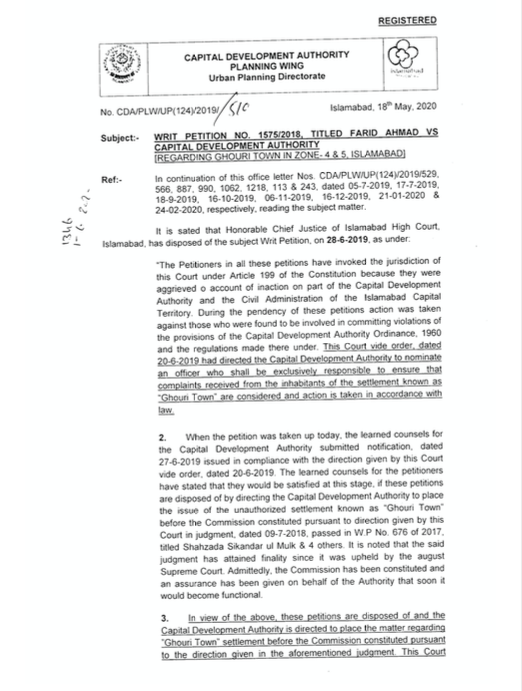 REGISTERED
CAPITAL DEVELOPMENT AUTHORITY
PLANNING WING
Urban Planning Directorate
No. CDA/PLW/UP(124)/2019/ 510
Islamabad, 18th May, 2020
Subject:- WRIT PETITION NO. 1575/2018, TITLED FARID AHMAD VS
CAPITAL DEVELOPMENT AUTHORITY
[REGARDING GHOURI TOWN IN ZONE- 4 & 5, ISLAMABAD]
Ref:- In continuation of this office letter Nos. CDA/PLW/UP(124)/2019/529,
566, 887, 990, 1062, 1218, 113 & 243, dated 05-7-2019, 17-7-2019,
18-9-2019, 16-10-2019, 06-11-2019, 16-12-2019, 21-01-2020 &
24-02-2020, respectively, reading the subject matter.
It is sated that Honorable Chief Justice of Islamabad High Court,
Islamabad, has disposed of the subject Writ Petition, on 28-6-2019, as under:
"The Petitioners in all these petitions have invoked the jurisdiction of
this Court under Article 199 of the Constitution because they were
aggrieved o account of inaction on part of the Capital Development
Authority and the Civil Administration of the Islamabad Capital
Territory. During the pendency of these petitions action was taken
against those who were found to be involved in committing violations of
the provisions of the Capital Development Authority Ordinance, 1960
and the regulations made there under. This Court vide order, dated
20-6-2019 had directed the Capital Development Authority to nominate
an officer who shall be exclusively responsible to ensure that
complaints received from the inhabitants of the settlement known as
"Ghouri Town" are considered and action is taken in accordance with
law.
2. When the petition was taken up today, the learned counsels for
the Capital Development Authority submitted notification, dated
27-6-2019 issued in compliance with the direction given by this Court
vide order, dated 20-6-2019. The learned counsels for the petitioners
have stated that they would be satisfied at this stage, if these petitions
are disposed of by directing the Capital Development Authority to place
the issue of the unauthorized settlement known as "Ghouri Town"
before the Commission constituted pursuant to direction given by this
Court in judgment, dated 09-7-2018, passed in W.P No. 676 of 2017,
titled Shahzada Sikandar ul Mulk & 4 others. It is noted that the said
judgment has attained finality since it was upheld by the august
Supreme Court. Admittedly, the Commission has been constituted and
an assurance has been given on behalf of the Authority that soon it
would become functional.
3. In view of the above, these petitions are disposed of and the
Capital Development Authority is directed to place the matter regarding
"Ghouri Town" settlement before the Commission constituted pursuant
to the direction given in the aforementioned judgment. This Court